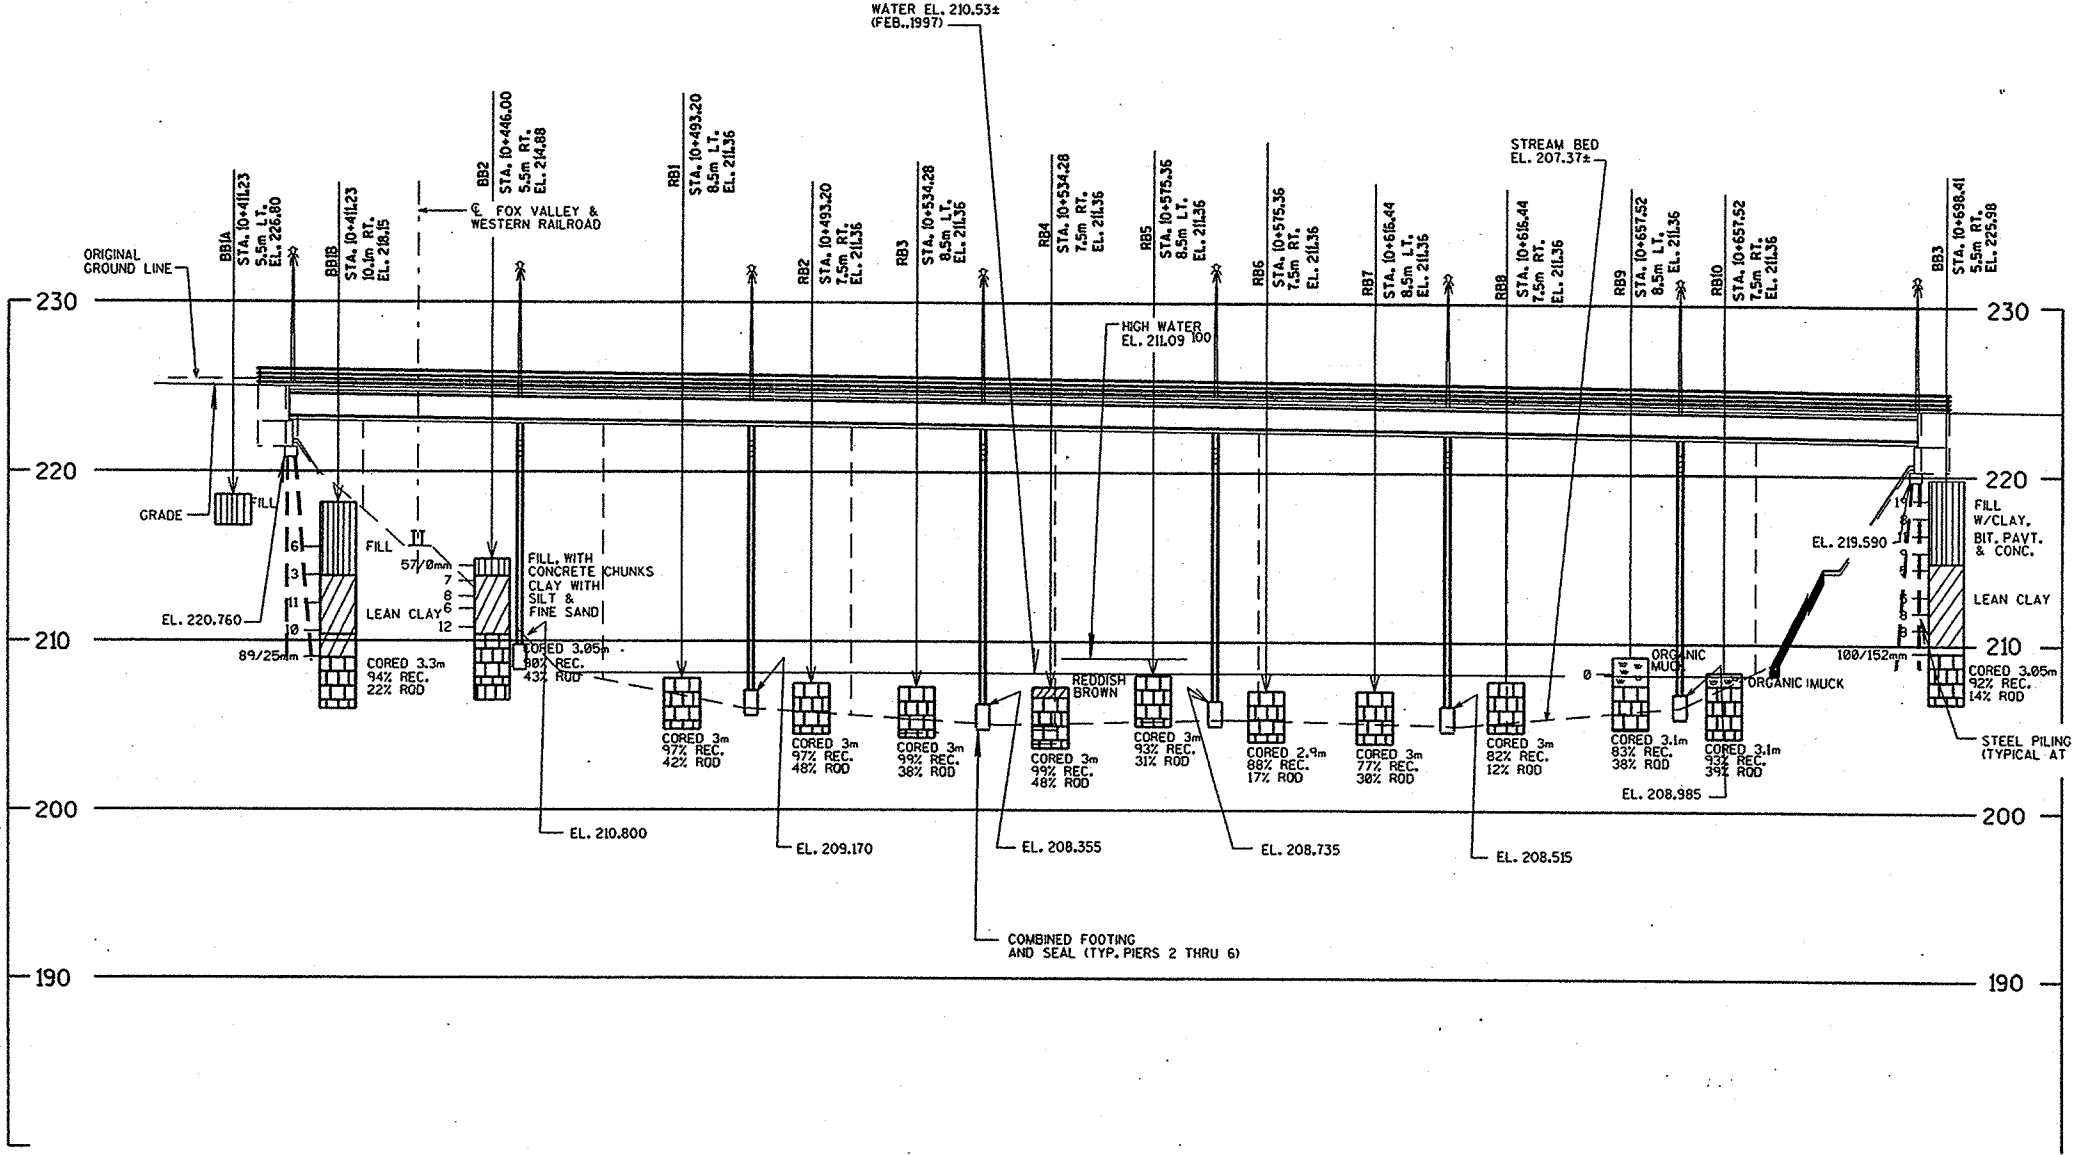 WATER EL. 210.53±
(FEB.,1997)
BB1A
STA. 10+411.23
5.5m LT.
EL. 226.80
BB1B
STA. 10+411.23
10.1m RT.
EL. 218.15
℄ FOX VALLEY &
WESTERN RAILROAD
BB2
STA. 10+446.00
5.5m RT.
EL. 214.88
RB1
STA. 10+493.20
8.5m LT.
EL. 211.36
RB2
STA. 10+493.20
7.5m RT.
EL. 211.36
RB3
STA. 10+534.28
8.5m LT.
EL. 211.36
RB4
STA. 10+534.28
7.5m RT.
EL. 211.36
RB5
STA. 10+575.36
8.5m LT.
EL. 211.36
RB6
STA. 10+575.36
7.5m RT.
EL. 211.36
RB7
STA. 10+616.44
8.5m LT.
EL. 211.36
RB8
STA. 10+616.44
7.5m RT.
EL. 211.36
STREAM BED
EL. 207.37±
RB9
STA. 10+657.52
8.5m LT.
EL. 211.36
RB10
STA. 10+657.52
7.5m RT.
EL. 211.36
BB3
STA. 10+698.41
5.5m RT.
EL. 225.98
ORIGINAL
GROUND LINE
230
230
HIGH WATER 100
EL. 211.09
220
220
GRADE
FILL
6
3
11
10
89/25mm
FILL
EL. 220.760
LEAN CLAY
57/0mm
7
8
6
12
FILL, WITH
CONCRETE CHUNKS
CLAY WITH
SILT &
FINE SAND
19
FILL
W/CLAY,
BIT. PAVT.
& CONC.
EL. 219.590
9
5
8
8
LEAN CLAY
210
210
100/152mm
CORED 3.3m
94% REC.
22% RQD
CORED 3.05m
90% REC.
43% RQD
REDDISH
BROWN
ORGANIC
MUCK
0
ORGANIC MUCK
CORED 3.05m
92% REC.
14% RQD
CORED 3m
97% REC.
42% RQD
CORED 3m
97% REC.
48% RQD
CORED 3m
99% REC.
38% RQD
CORED 3m
99% REC.
48% RQD
CORED 3m
93% REC.
31% RQD
CORED 2.9m
88% REC.
17% RQD
CORED 3m
77% REC.
30% RQD
CORED 3m
82% REC.
12% RQD
CORED 3.1m
83% REC.
38% RQD
CORED 3.1m
93% REC.
39% RQD
STEEL PILING
(TYPICAL AT
EL. 208.985
200
200
EL. 210.800
EL. 209.170
EL. 208.355
EL. 208.735
EL. 208.515
COMBINED FOOTING
AND SEAL (TYP. PIERS 2 THRU 6)
190
190